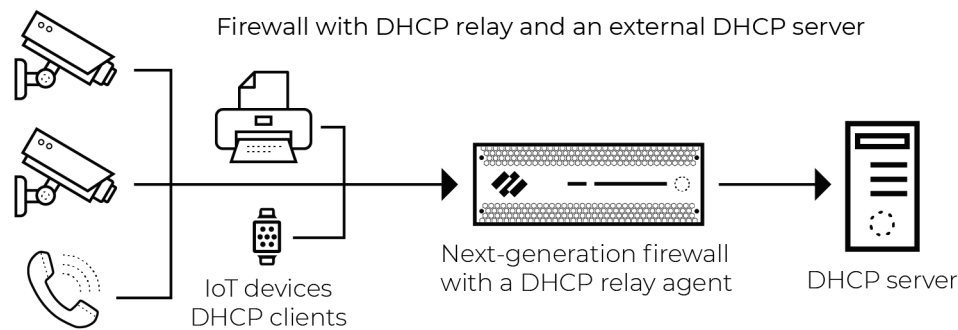 Firewall with DHCP relay and an external DHCP server
IoT devices
DHCP clients
Next-generation firewall
with a DHCP relay agent
DHCP server